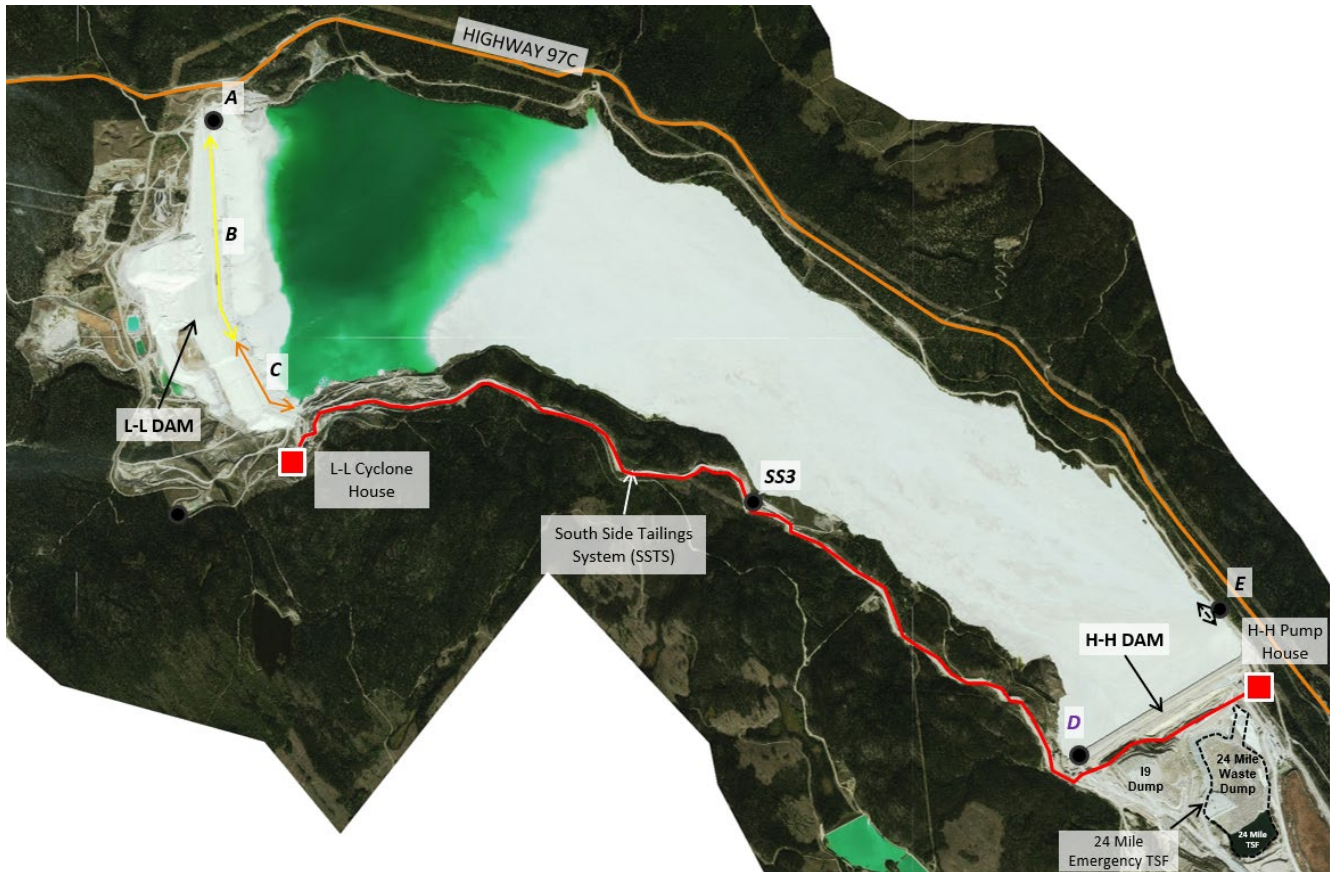 HIGHWAY 97C
A
B
C
L-L DAM
L-L Cyclone
House
SS3
South Side Tailings
System (SSTS)
E
H-H Pump
House
H-H DAM
D
I9
Dump
24 Mile
Waste
Dump
24 Mile
TSF
24 Mile
Emergency TSF